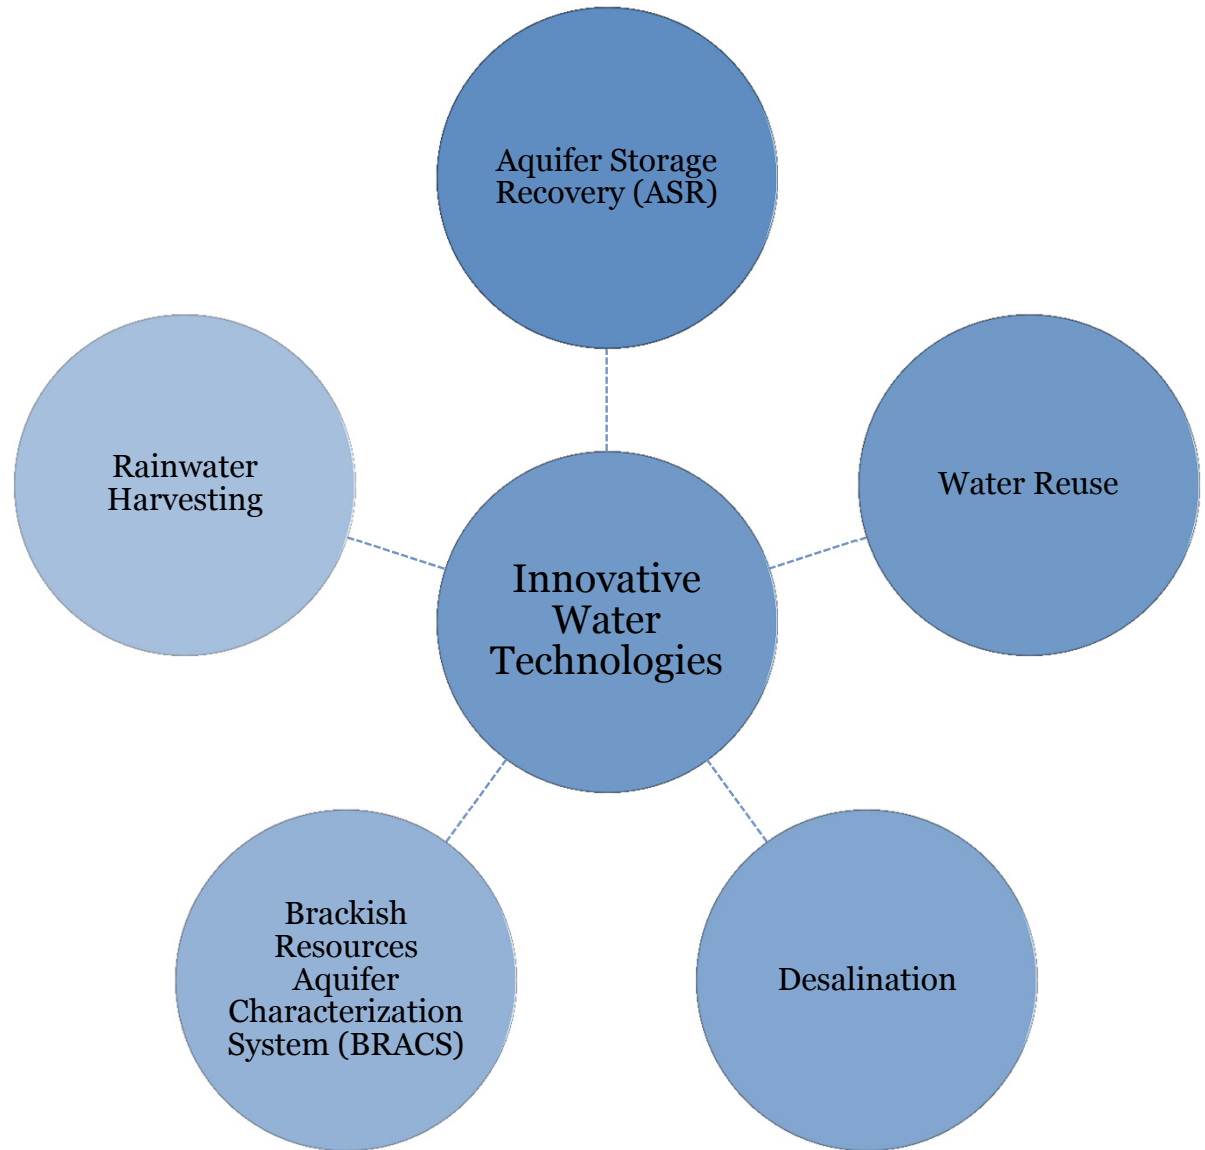 Aquifer Storage
Recovery (ASR)
Rainwater
Harvesting
Water Reuse
Innovative
Water
Technologies
Brackish
Resources
Aquifer
Characterization
System (BRACS)
Desalination